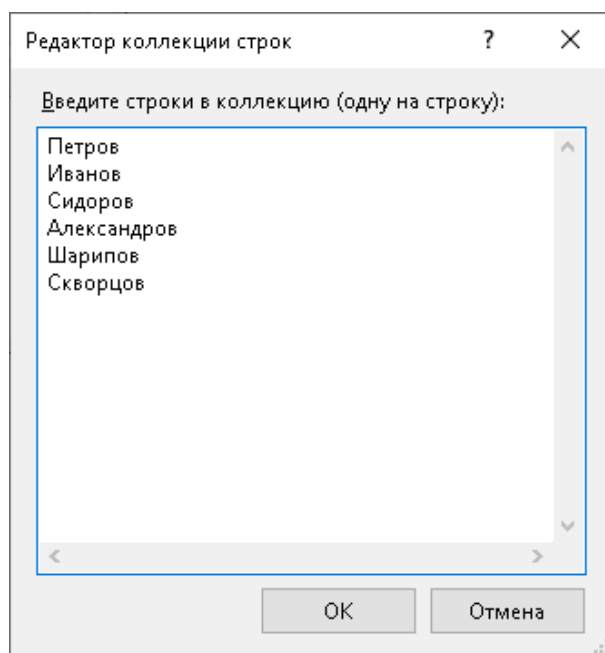 Редактор коллекции строк ?
Введите строки в коллекцию (одну на строку):
Петров
Иванов
Сидоров
Александров
Шарипов
Скворцов
OK Отмена